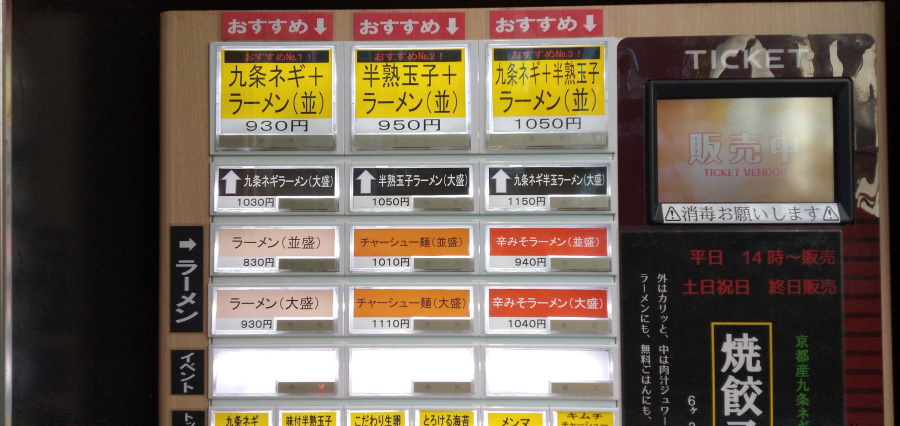 おすすめ↓
おすすめ↓
おすすめ↓
おすすめNo.1!
九条ネギ+
ラーメン(並)
930円
おすすめNo.2!
半熟玉子+
ラーメン(並)
950円
おすすめNo.3!
九条ネギ+半熟玉子
ラーメン(並)
1050円
九条ネギラーメン(大盛)
1030円
半熟玉子ラーメン(大盛)
1050円
九条ネギ半玉ラーメン(大盛)
1150円
→ラーメン
ラーメン(並盛)
830円
チャーシュー麺(並盛)
1010円
辛みそラーメン(並盛)
940円
ラーメン(大盛)
930円
チャーシュー麺(大盛)
1110円
辛みそラーメン(大盛)
1040円
イベント
九条ネギ
味付半熟玉子
こだわり生卵
とろける海苔
メンマ
キムチ
TICKET
販売中
TICKET VENDOR
⚠消毒お願いします⚠
平日 14時~販売
土日祝日 終日販売
京都産九条ネ
焼餃
6ヶ
外はカリッと、中は肉汁ジュワー
ラーメンにも、無料ごはんにも、